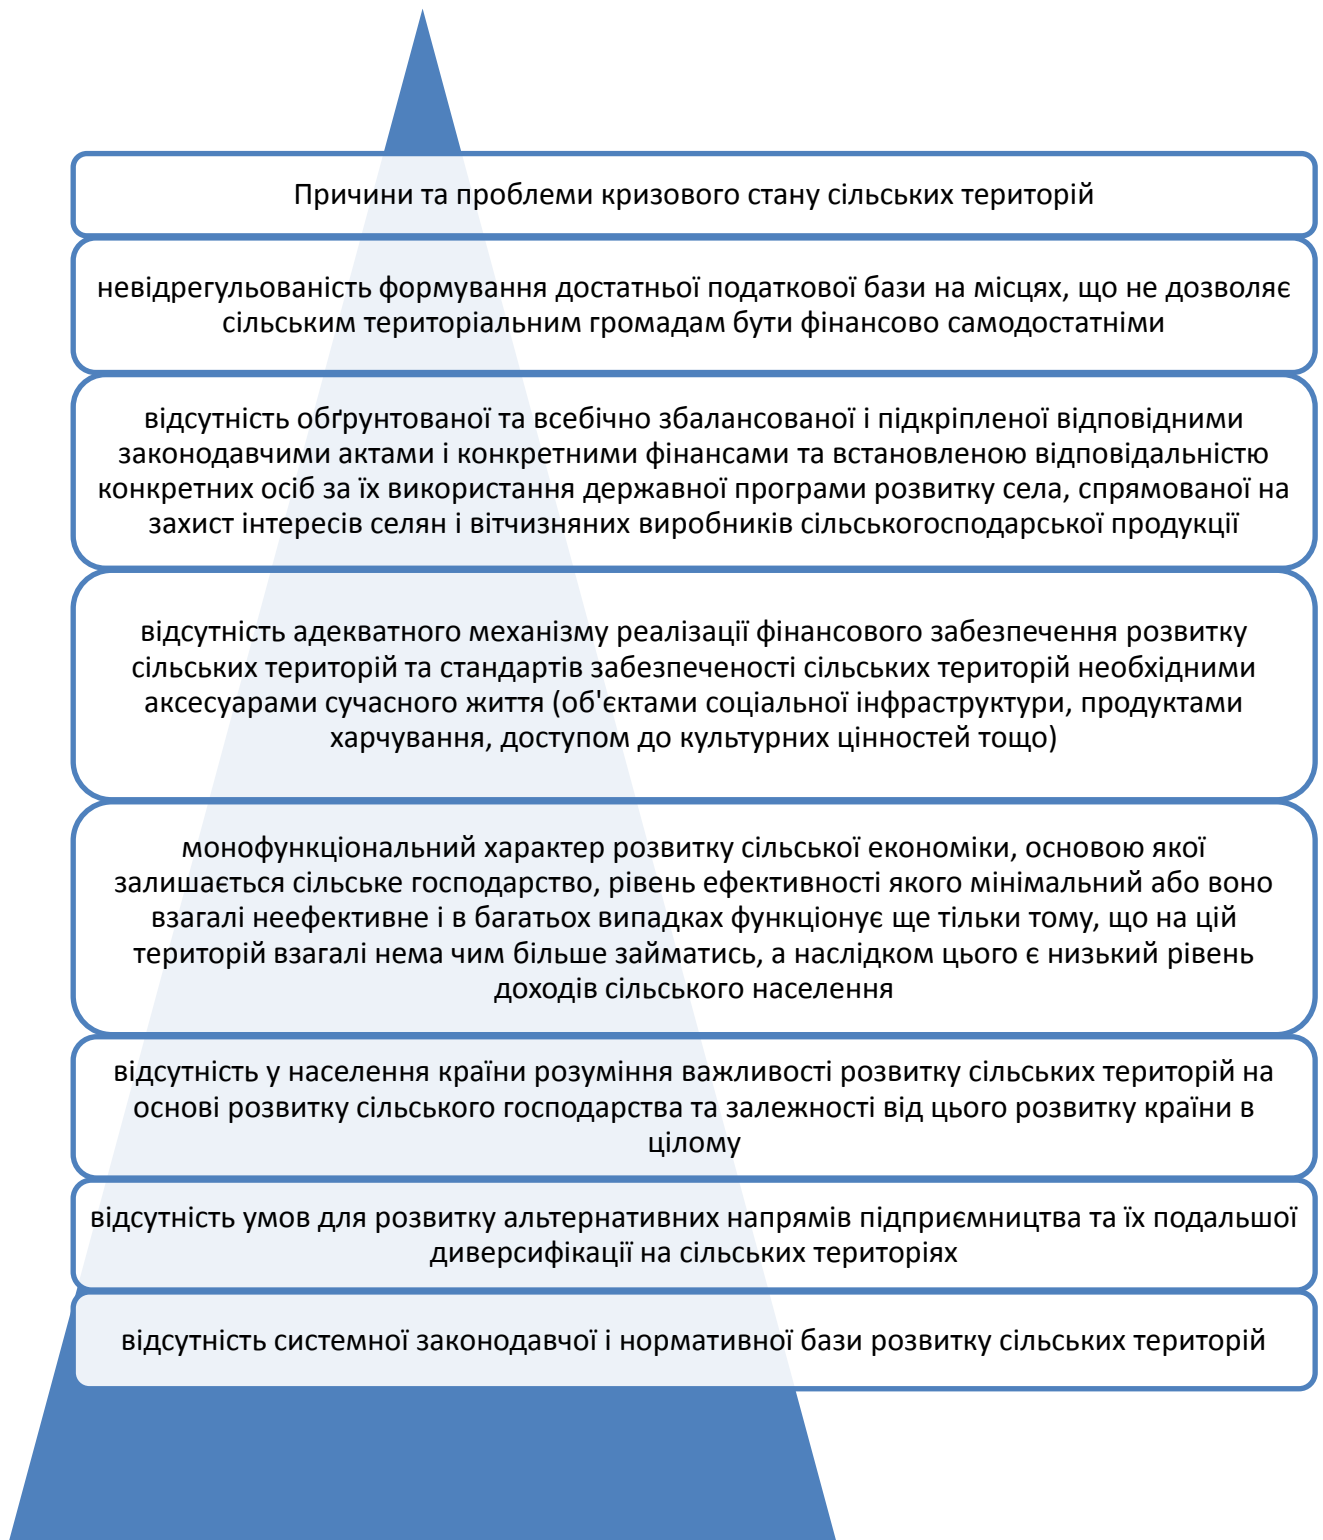 Причини та проблеми кризового стану сільських територій
невідрегульованість формування достатньої податкової бази на місцях, що не дозволяє
сільським територіальним громадам бути фінансово самодостатніми
відсутність обґрунтованої та всебічно збалансованої і підкріпленої відповідними
законодавчими актами і конкретними фінансами та встановленою відповідальністю
конкретних осіб за їх використання державної програми розвитку села, спрямованої на
захист інтересів селян і вітчизняних виробників сільськогосподарської продукції
відсутність адекватного механізму реалізації фінансового забезпечення розвитку
сільських територій та стандартів забезпеченості сільських територій необхідними
аксесуарами сучасного життя (об'єктами соціальної інфраструктури, продуктами
харчування, доступом до культурних цінностей тощо)
монофункціональний характер розвитку сільської економіки, основою якої
залишається сільське господарство, рівень ефективності якого мінімальний або воно
взагалі неефективне і в багатьох випадках функціонує ще тільки тому, що на цій
територій взагалі нема чим більше займатись, а наслідком цього є низький рівень
доходів сільського населення
відсутність у населення країни розуміння важливості розвитку сільських територій на
основі розвитку сільського господарства та залежності від цього розвитку країни в
цілому
відсутність умов для розвитку альтернативних напрямів підприємництва та їх подальшої
диверсифікації на сільських територіях
відсутність системної законодавчої і нормативної бази розвитку сільських територій